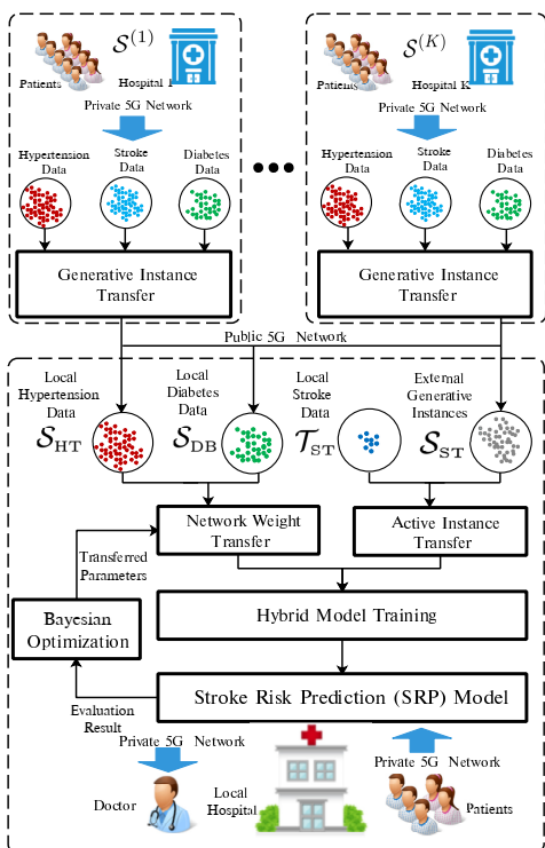 S^(1)
Patients
Hospital
Private 5G Network
Hypertension Data
Stroke Data
Diabetes Data
Generative Instance Transfer
S^(K)
Patients
Hospital K
Private 5G Network
Hypertension Data
Stroke Data
Diabetes Data
Generative Instance Transfer
Public 5G Network
Local Hypertension Data
S_HT
Local Diabetes Data
S_DB
Local Stroke Data
T_ST
External Generative Instances
S_ST
Network Weight Transfer
Active Instance Transfer
Transferred Parameters
Bayesian Optimization
Hybrid Model Training
Stroke Risk Prediction (SRP) Model
Evaluation Result
Private 5G Network
Private 5G Network
Doctor
Local Hospital
Patients